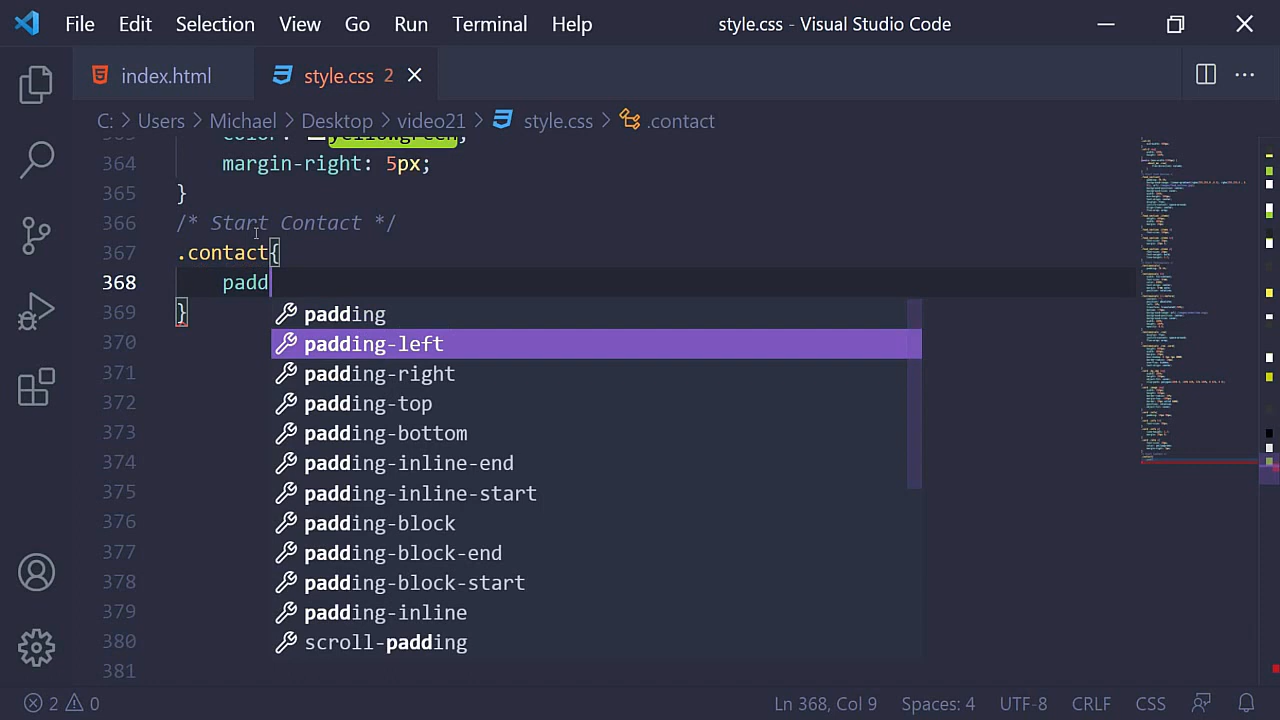 File Edit Selection View Go Run Terminal Help style.css - Visual Studio Code
index.html style.css 2
C: > Users > Michael > Desktop > video21 > style.css > .contact
363 color: yellowgreen;
364 margin-right: 5px;
365 }
366 /* Start Contact */
367 .contact{
368 padd
369 }
370
371
372
373
374
375
376
377
378
379
380
381
padding
padding-left
padding-right
padding-top
padding-bottom
padding-inline-end
padding-inline-start
padding-block
padding-block-end
padding-block-start
padding-inline
scroll-padding
2 0 Ln 368, Col 9 Spaces: 4 UTF-8 CRLF CSS